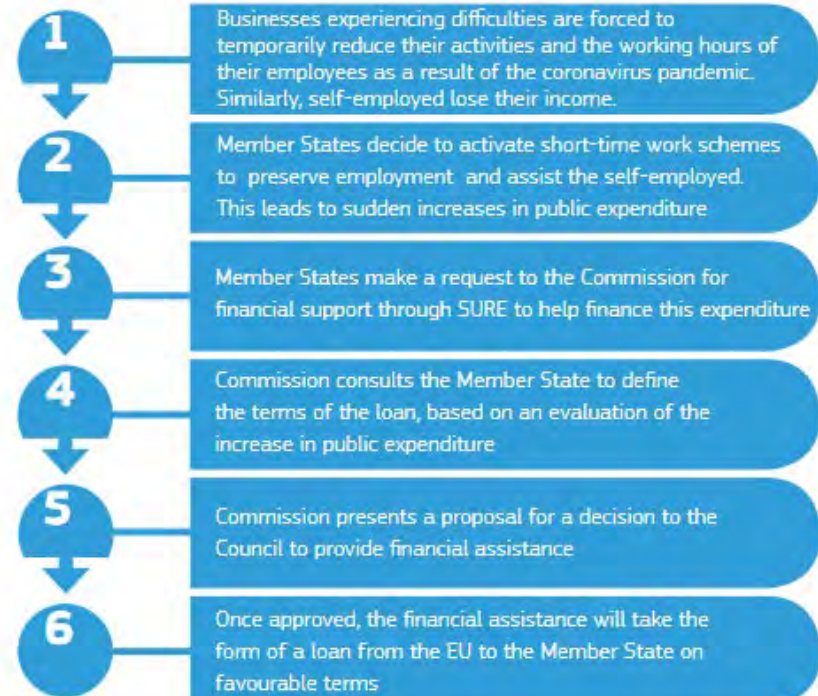 1
Businesses experiencing difficulties are forced to
temporarily reduce their activities and the working hours of
their employees as a result of the coronavirus pandemic.
Similarly, self-employed lose their income.
2
Member States decide to activate short-time work schemes
to preserve employment and assist the self-employed.
This leads to sudden increases in public expenditure
3
Member States make a request to the Commission for
financial support through SURE to help finance this expenditure
4
Commission consults the Member State to define
the terms of the loan, based on an evaluation of the
increase in public expenditure
5
Commission presents a proposal for a decision to the
Council to provide financial assistance
6
Once approved, the financial assistance will take the
form of a loan from the EU to the Member State on
favourable terms